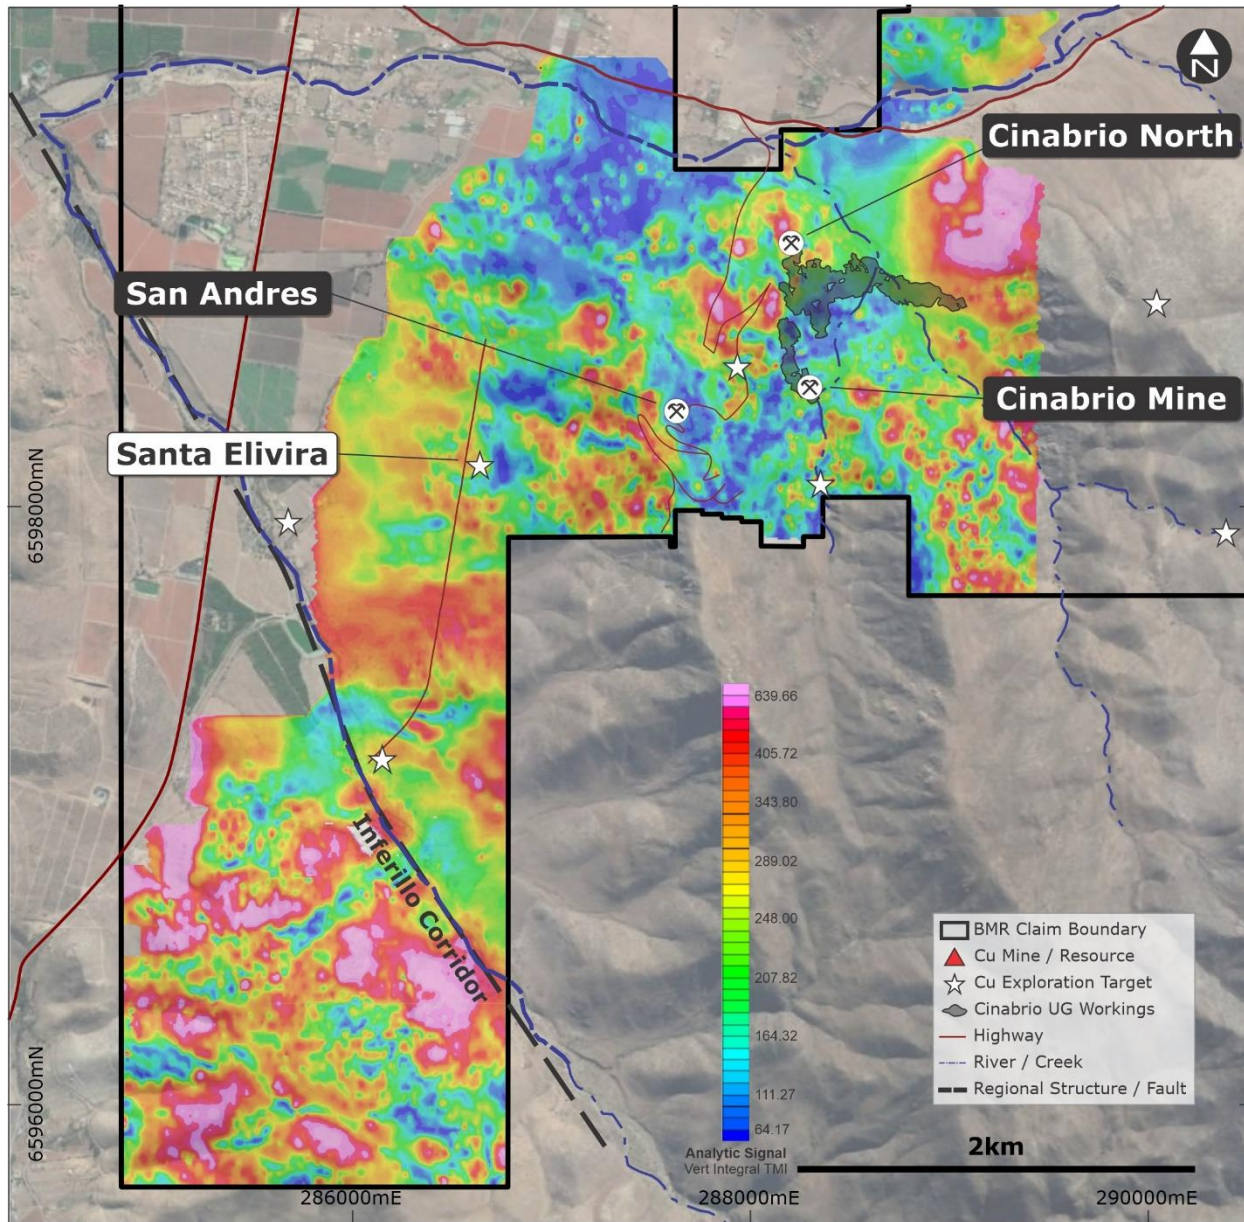 N
Cinabrio North
San Andres
Cinabrio Mine
Santa Elivira
6598000mN
Inferillo Corridor
639.66
405.72
343.80
289.02
248.00
207.82
164.32
111.27
64.17
Analytic Signal
Vert Integral TMI
BMR Claim Boundary
Cu Mine / Resource
Cu Exploration Target
Cinabrio UG Workings
Highway
River / Creek
Regional Structure / Fault
6596000mN
2km
286000mE
288000mE
290000mE